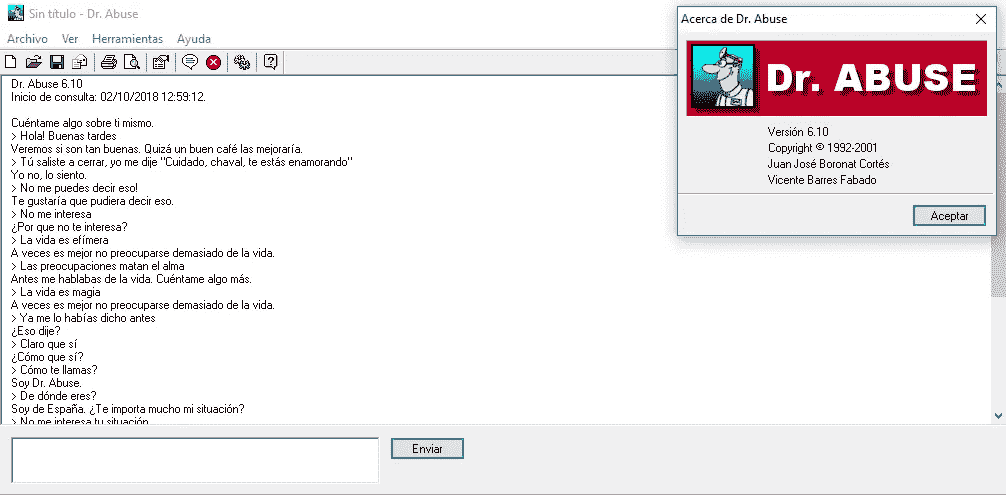 Sin título - Dr. Abuse
Archivo Ver Herramientas Ayuda
Dr. Abuse 6.10
Inicio de consulta: 02/10/2018 12:59:12.
Cuéntame algo sobre ti mismo.
> Hola! Buenas tardes
Veremos si son tan buenas. Quizá un buen café las mejoraría.
> Tú saliste a cerrar, yo me dije "Cuidado, chaval, te estás enamorando"
Yo no, lo siento.
> No me puedes decir eso!
Te gustaría que pudiera decir eso.
> No me interesa
¿Por que no te interesa?
> La vida es efímera
A veces es mejor no preocuparse demasiado de la vida.
> Las preocupaciones matan el alma
Antes me hablabas de la vida. Cuéntame algo más.
> La vida es magia
A veces es mejor no preocuparse demasiado de la vida.
> Ya me lo habías dicho antes
¿Eso dije?
> Claro que sí
¿Cómo que sí?
> Cómo te llamas?
Soy Dr. Abuse.
> De dónde eres?
Soy de España. ¿Te importa mucho mi situación?
> No me interesa tu situación
Enviar
Acerca de Dr. Abuse
Dr. ABUSE
Versión 6.10
Copyright © 1992-2001
Juan José Boronat Cortés
Vicente Barres Fabado
Aceptar